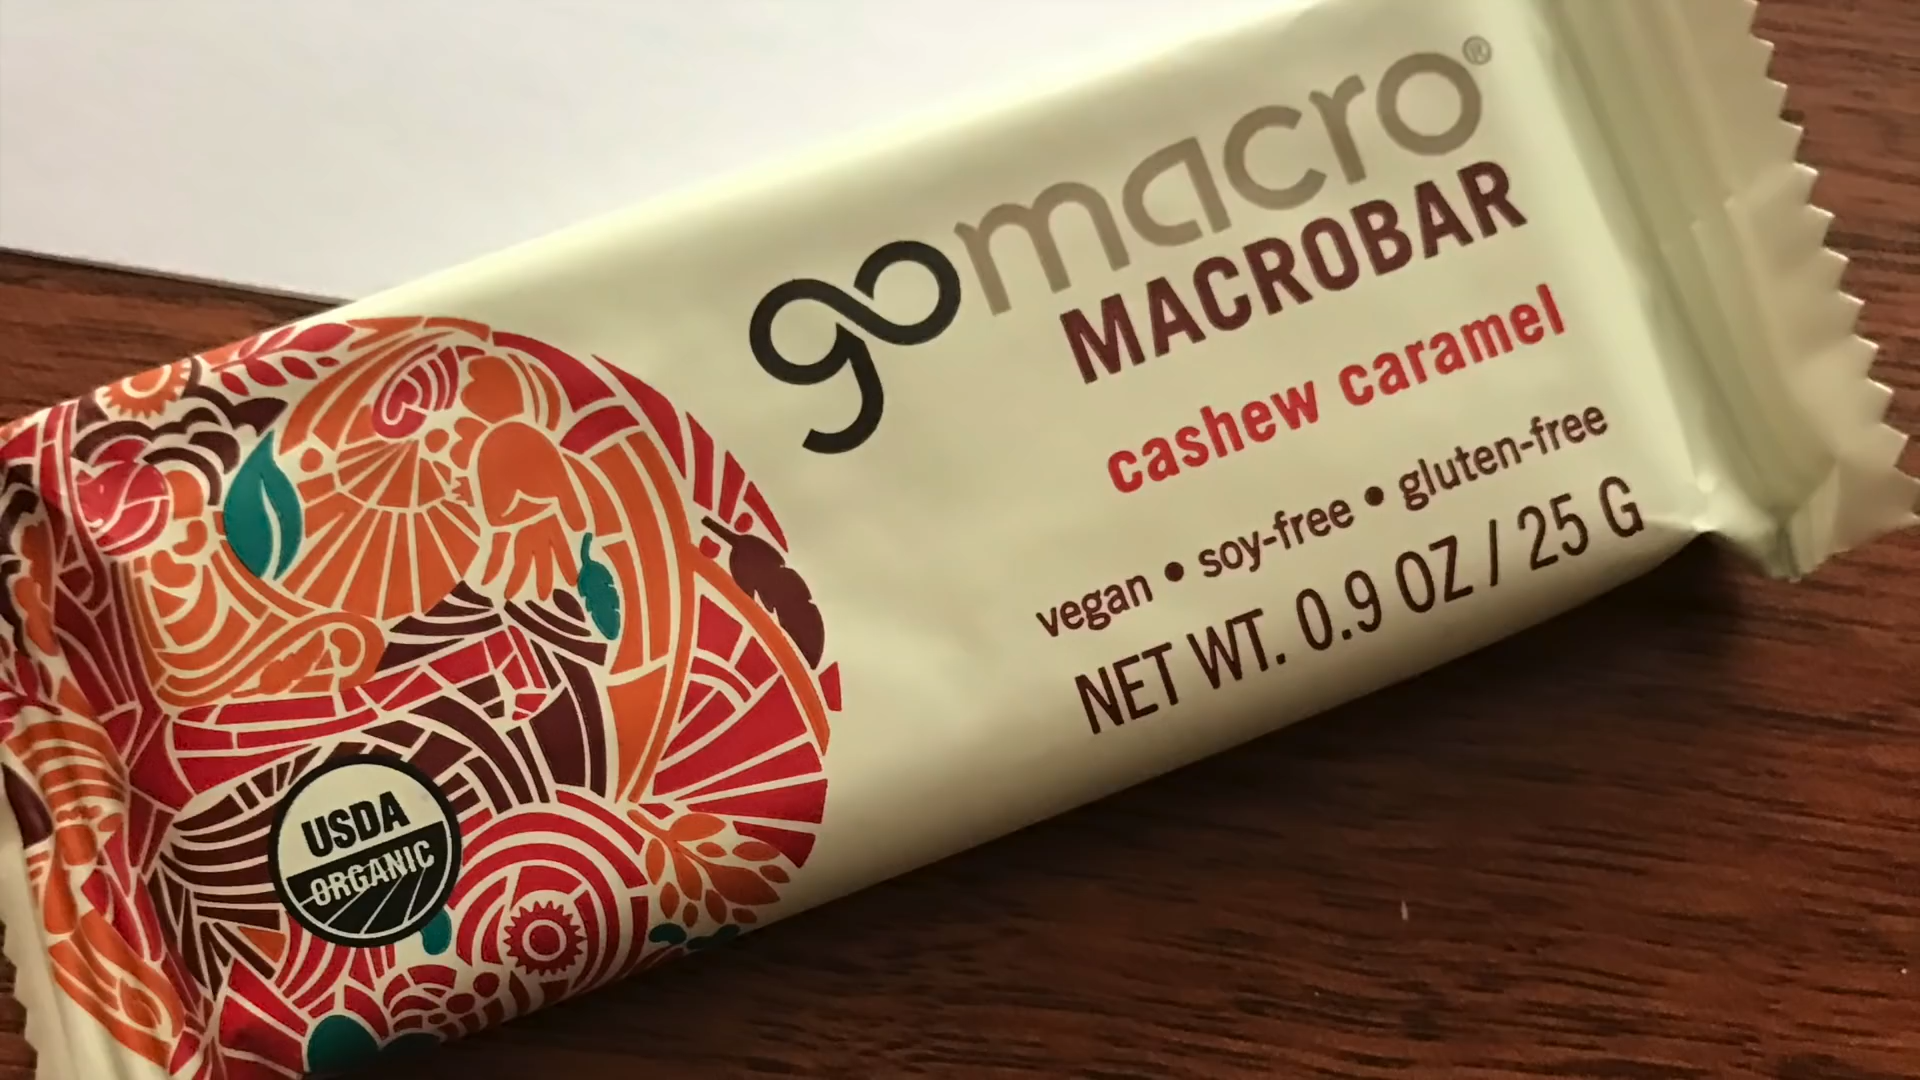 gomacro®
MACROBAR
cashew caramel
vegan • soy-free • gluten-free
NET WT. 0.9 OZ / 25 G
USDA
ORGANIC